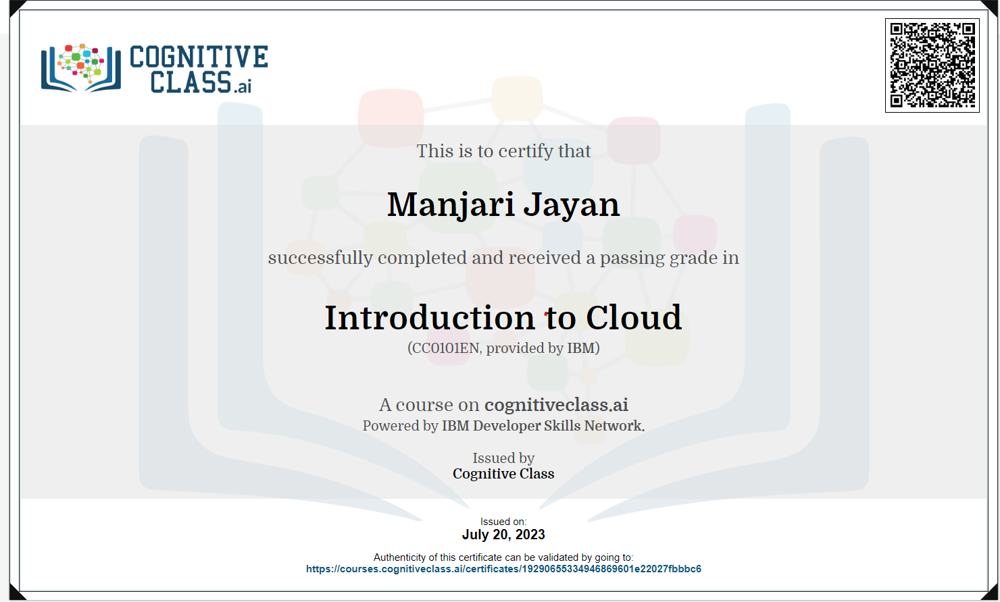 COGNITIVE
CLASS.ai
This is to certify that
Manjari Jayan
successfully completed and received a passing grade in
Introduction to Cloud
(CC0101EN, provided by IBM)
A course on cognitiveclass.ai
Powered by IBM Developer Skills Network.
Issued by
Cognitive Class
Issued on:
July 20, 2023
Authenticity of this certificate can be validated by going to:
https://courses.cognitiveclass.ai/certificates/19290655334946869601e22027fbbbc6